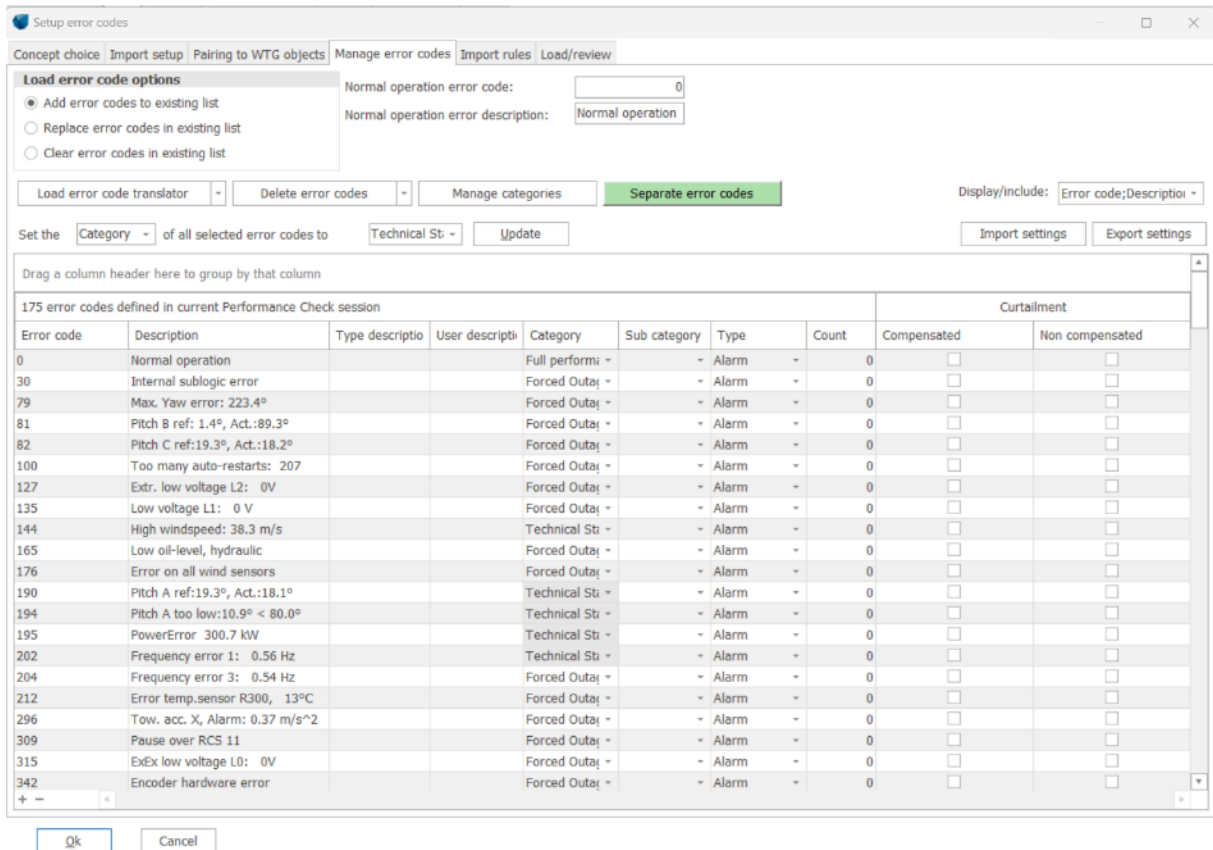 Setup error codes
Concept choice Import setup Pairing to WTG objects Manage error codes Import rules Load/review
Load error code options
Add error codes to existing list
Replace error codes in existing list
Clear error codes in existing list
Normal operation error code: 0
Normal operation error description: Normal operation
Load error code translator Delete error codes Manage categories Separate error codes Display/include: Error code;Description
Set the Category of all selected error codes to Technical St Update Import settings Export settings
Drag a column header here to group by that column
175 error codes defined in current Performance Check session Curtailment
Error code Description Type descriptio User descripti Category Sub category Type Count Compensated Non compensated
0 Normal operation Full performa Alarm 0
30 Internal sublogic error Forced Outag Alarm 0
79 Max. Yaw error: 223.4º Forced Outag Alarm 0
81 Pitch B ref: 1.4º, Act.:89.3º Forced Outag Alarm 0
82 Pitch C ref:19.3º, Act.:18.2º Forced Outag Alarm 0
100 Too many auto-restarts: 207 Forced Outag Alarm 0
127 Extr. low voltage L2: 0V Forced Outag Alarm 0
135 Low voltage L1: 0 V Forced Outag Alarm 0
144 High windspeed: 38.3 m/s Technical Sta Alarm 0
165 Low oil-level, hydraulic Forced Outag Alarm 0
176 Error on all wind sensors Forced Outag Alarm 0
190 Pitch A ref:19.3º, Act.:18.1º Technical Sta Alarm 0
194 Pitch A too low:10.9º < 80.0º Technical Sta Alarm 0
195 PowerError 300.7 kW Technical Sta Alarm 0
202 Frequency error 1: 0.56 Hz Technical Sta Alarm 0
204 Frequency error 3: 0.54 Hz Forced Outag Alarm 0
212 Error temp.sensor R300, 13ºC Forced Outag Alarm 0
296 Tow. acc. X, Alarm: 0.37 m/s^2 Forced Outag Alarm 0
309 Pause over RCS 11 Forced Outag Alarm 0
315 ExEx low voltage L0: 0V Forced Outag Alarm 0
342 Encoder hardware error Forced Outag Alarm 0
Ok Cancel